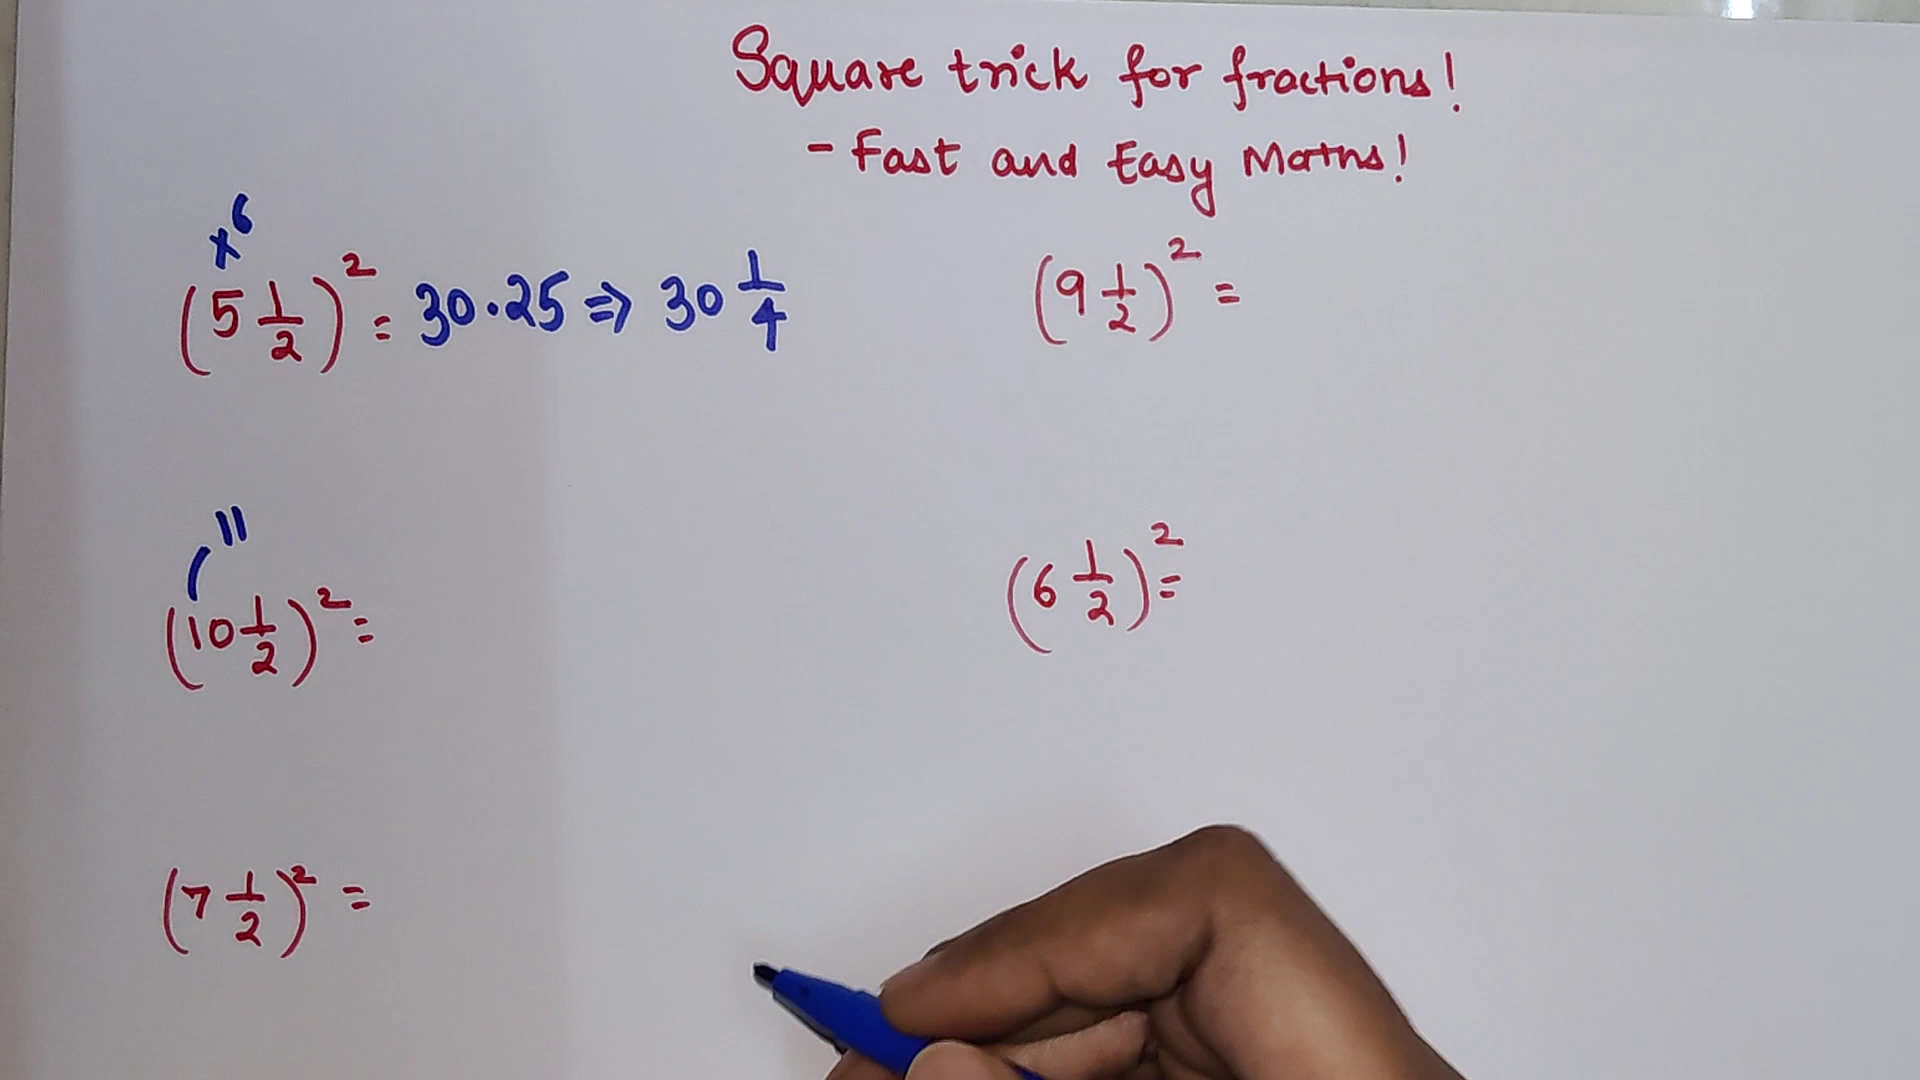 Square trick for fractions!
- Fast and Easy Maths!
×6
(5 1/2)² = 30.25 ⇒ 30 1/4
(9 1/2)² =
11
(10 1/2)² =
(6 1/2)² =
(7 1/2)² =